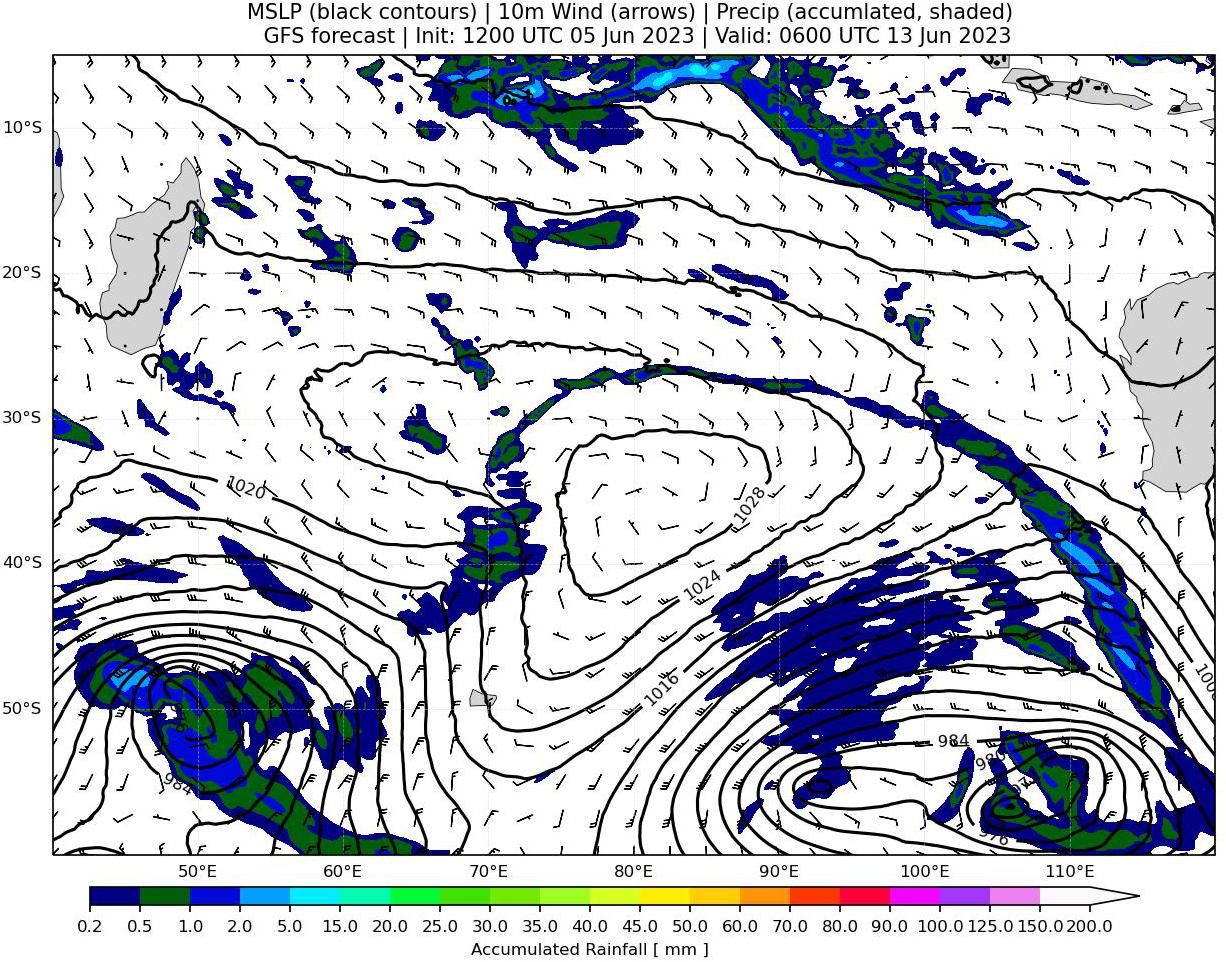 MSLP (black contours) | 10m Wind (arrows) | Precip (accumlated, shaded)
GFS forecast | Init: 1200 UTC 05 Jun 2023 | Valid: 0600 UTC 13 Jun 2023
10°S
20°S
30°S
40°S
50°S
1020
1028
1024
1016
1000
984
980
984
976
50°E 60°E 70°E 80°E 90°E 100°E 110°E
0.2 0.5 1.0 2.0 5.0 10.0 15.0 20.0 25.0 30.0 35.0 40.0 45.0 50.0 60.0 70.0 80.0 90.0 100.0 125.0 150.0 200.0
Accumulated Rainfall [ mm ]